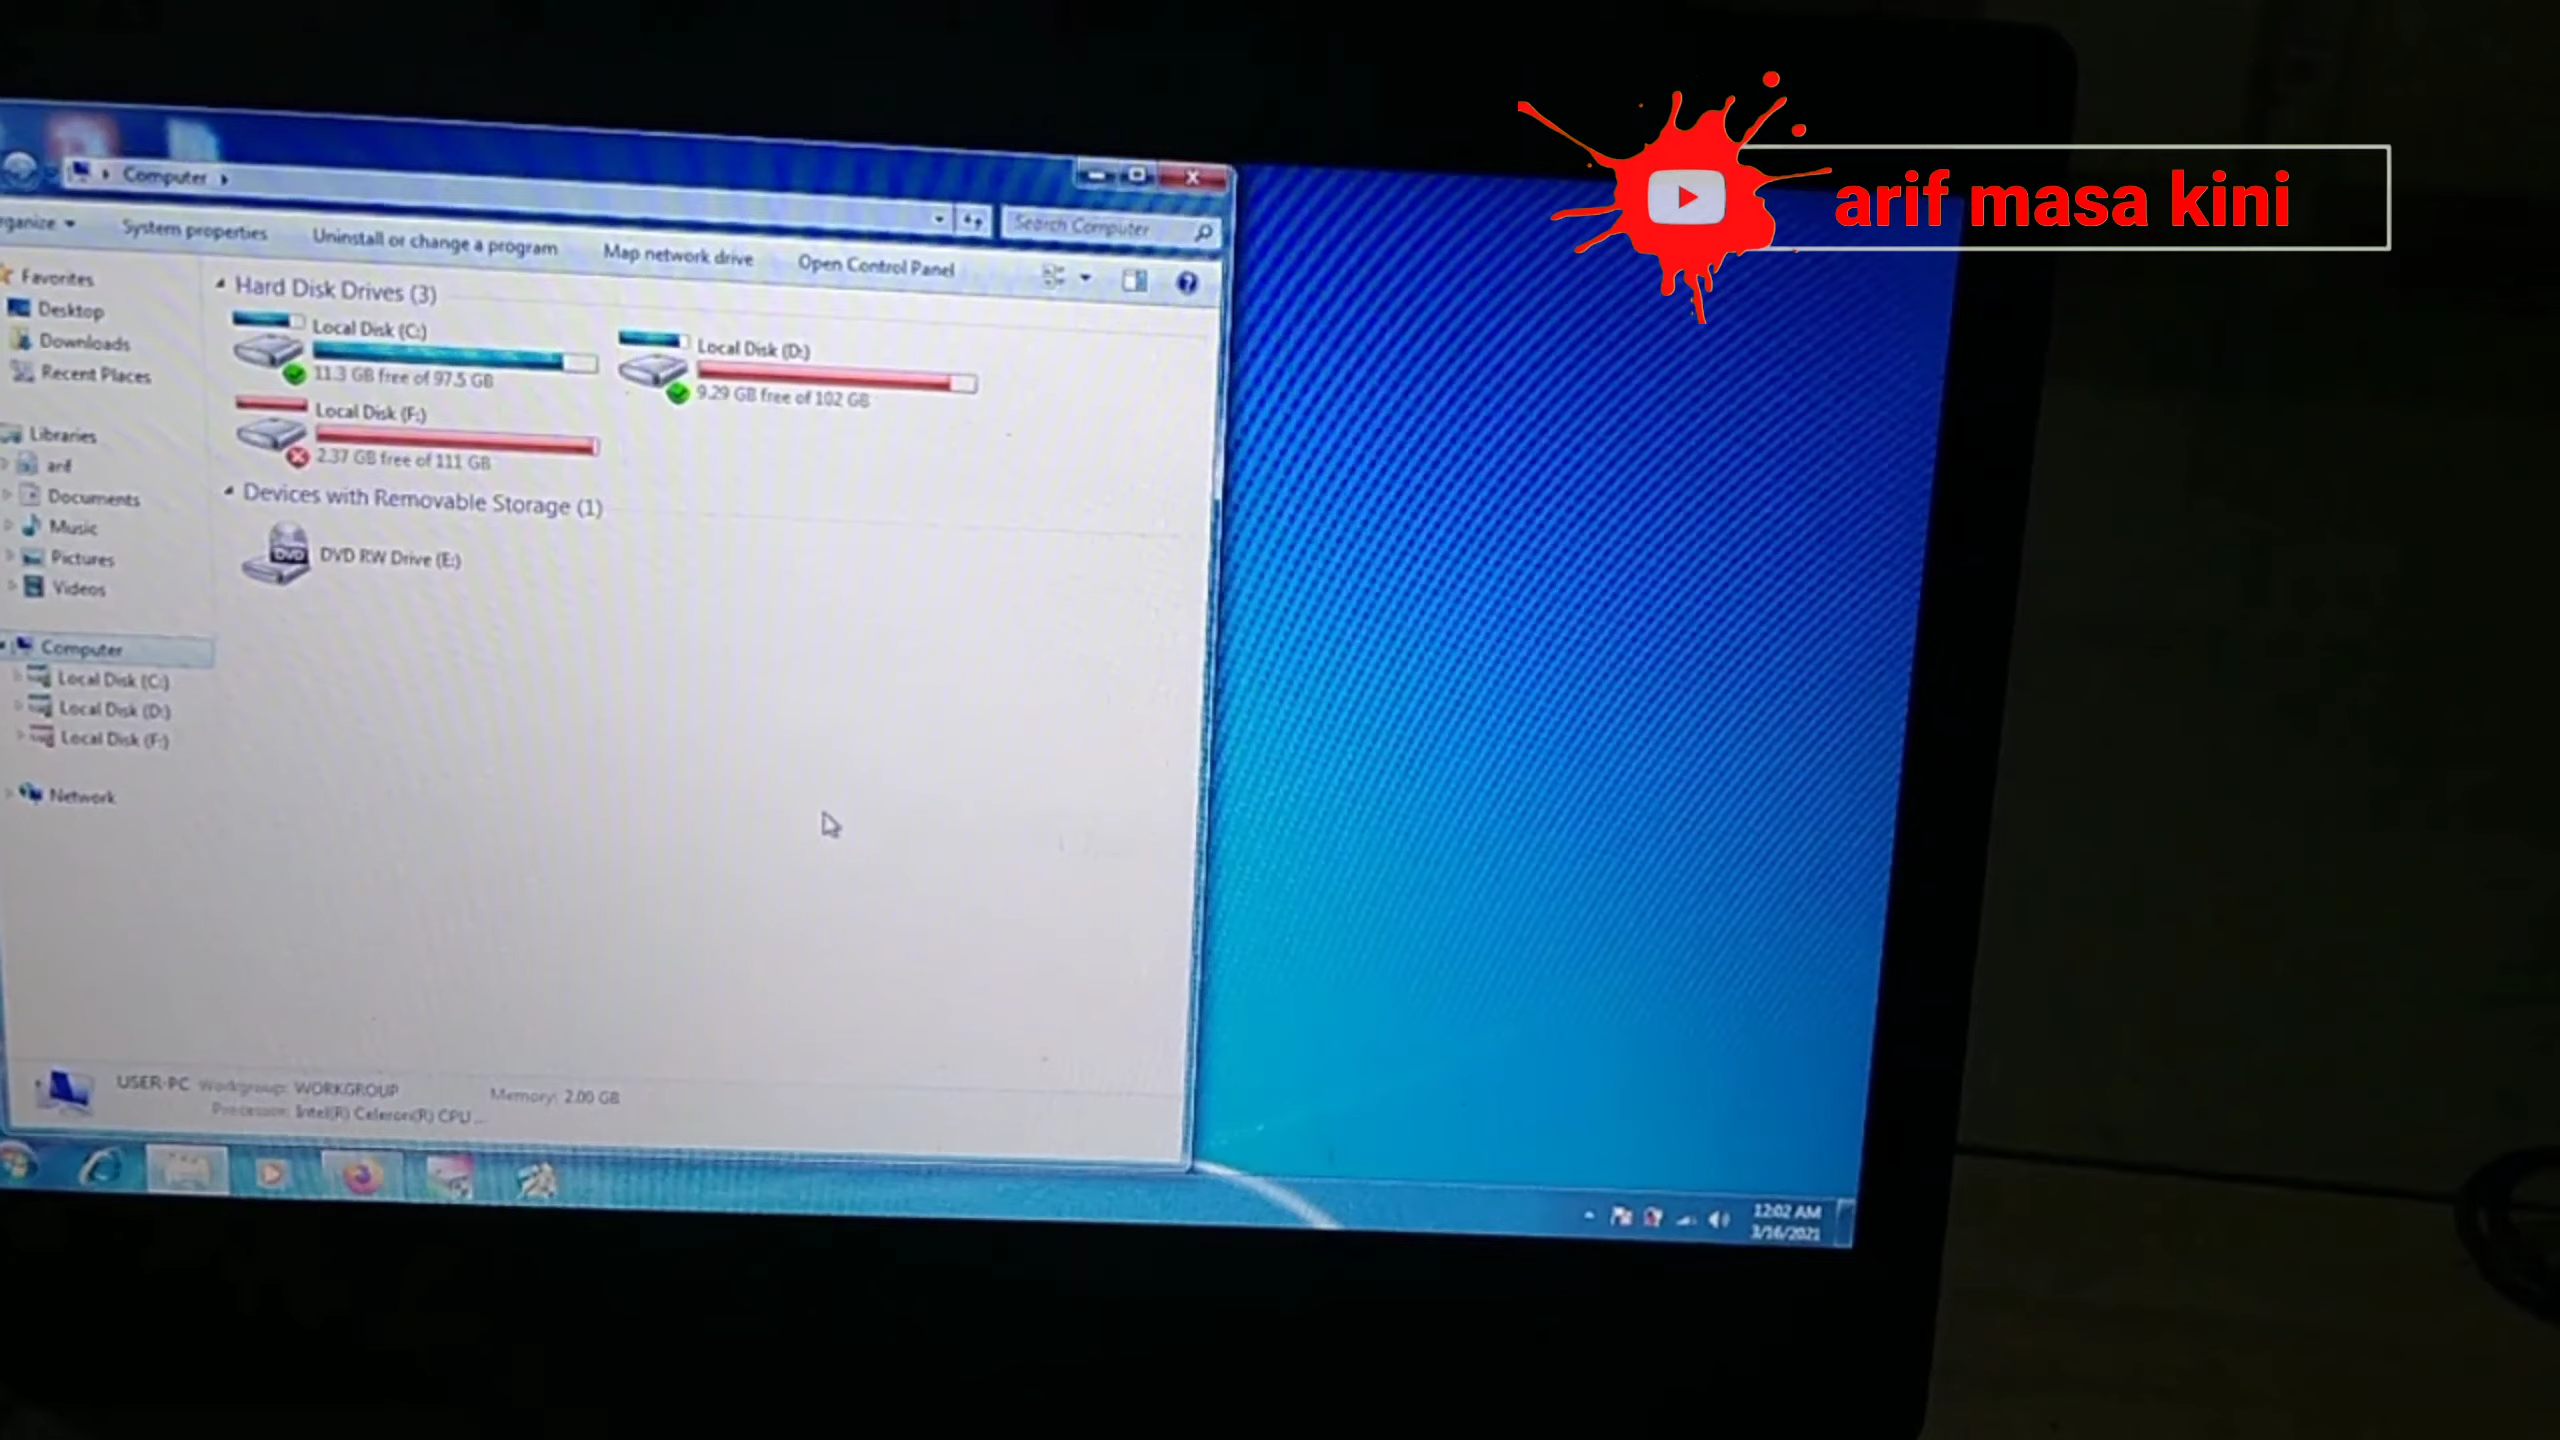 arif masa kini
Computer
Search Computer
System properties
Uninstall or change a program
Map network drive
Open Control Panel
Favorites
Desktop
Downloads
Recent Places
Libraries
arif
Documents
Music
Pictures
Videos
Computer
Local Disk (C:)
Local Disk (D:)
Local Disk (F:)
Network
Hard Disk Drives (3)
Local Disk (C:)
11.3 GB free of 97.5 GB
Local Disk (D:)
9.29 GB free of 102 GB
Local Disk (F:)
2.37 GB free of 111 GB
Devices with Removable Storage (1)
DVD
DVD RW Drive (E:)
USER-PC Workgroup: WORKGROUP Memory: 2.00 GB
Processor: Intel(R) Celeron(R) CPU ...
12:02 AM
3/16/2021